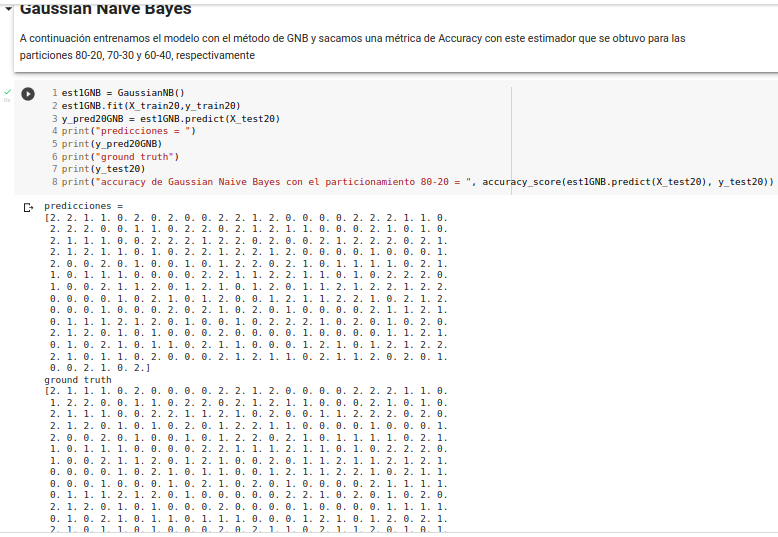 Gaussian Naive Bayes
A continuación entrenamos el modelo con el método de GNB y sacamos una métrica de Accuracy con este estimador que se obtuvo para las
particiones 80-20, 70-30 y 60-40, respectivamente
1 est1GNB = GaussianNB()
2 est1GNB.fit(X_train20,y_train20)
3 y_pred20GNB = est1GNB.predict(X_test20)
4 print("predicciones = ")
5 print(y_pred20GNB)
6 print("ground truth")
7 print(y_test20)
8 print("accuracy de Gaussian Naive Bayes con el particionamiento 80-20 = ", accuracy_score(est1GNB.predict(X_test20), y_test20))
predicciones =
[2. 2. 1. 1. 0. 2. 0. 2. 0. 0. 2. 2. 1. 2. 0. 0. 0. 0. 2. 2. 2. 1. 1. 0.
2. 2. 2. 0. 0. 1. 1. 0. 2. 2. 0. 2. 1. 2. 1. 1. 0. 0. 0. 2. 1. 0. 1. 0.
2. 1. 1. 1. 0. 0. 2. 2. 2. 1. 2. 2. 0. 2. 0. 0. 2. 1. 2. 2. 2. 0. 2. 1.
2. 1. 2. 1. 1. 0. 1. 0. 2. 2. 1. 2. 2. 1. 2. 0. 0. 0. 0. 1. 0. 0. 0. 1.
2. 0. 0. 2. 0. 1. 0. 0. 1. 0. 1. 2. 2. 0. 2. 1. 0. 1. 1. 1. 1. 0. 2. 1.
1. 0. 1. 1. 1. 0. 0. 0. 0. 2. 2. 1. 1. 2. 2. 2. 1. 1. 0. 1. 0. 2. 2. 2. 0.
1. 0. 0. 2. 1. 1. 2. 0. 1. 2. 1. 0. 1. 2. 0. 1. 1. 2. 1. 2. 2. 1. 2. 2.
0. 0. 0. 0. 1. 0. 2. 1. 0. 1. 2. 0. 0. 1. 2. 1. 1. 2. 2. 1. 0. 2. 1. 2.
0. 0. 0. 1. 0. 0. 0. 0. 2. 0. 2. 1. 0. 2. 0. 1. 0. 0. 0. 0. 2. 1. 1. 2. 1.
0. 1. 1. 1. 2. 1. 2. 0. 1. 0. 0. 1. 0. 2. 2. 2. 1. 0. 2. 0. 1. 0. 2. 0.
2. 1. 2. 0. 1. 0. 1. 0. 0. 0. 0. 2. 0. 0. 0. 0. 1. 0. 0. 0. 1. 1. 2. 1.
0. 1. 0. 2. 1. 0. 1. 1. 0. 2. 1. 1. 0. 0. 0. 1. 2. 1. 0. 1. 2. 1. 2. 2.
2. 1. 0. 1. 1. 0. 2. 0. 0. 0. 2. 1. 2. 1. 1. 0. 2. 1. 1. 2. 0. 2. 0. 1.
0. 0. 2. 1. 0. 2.]
ground truth
[2. 1. 1. 1. 0. 2. 0. 0. 0. 0. 2. 2. 1. 2. 0. 0. 0. 0. 2. 2. 2. 1. 1. 0.
1. 2. 2. 0. 0. 1. 1. 0. 2. 2. 0. 2. 1. 2. 1. 1. 0. 0. 0. 2. 1. 0. 1. 0.
2. 1. 1. 1. 0. 0. 2. 2. 1. 1. 2. 1. 0. 2. 0. 0. 1. 1. 2. 2. 2. 0. 2. 0.
2. 1. 2. 0. 1. 0. 2. 0. 1. 2. 0. 2. 1. 1. 0. 0. 0. 0. 1. 0. 0. 0. 1.
2. 0. 0. 2. 0. 1. 0. 0. 1. 0. 1. 2. 2. 0. 2. 1. 0. 1. 1. 1. 1. 0. 2. 1.
1. 0. 1. 1. 1. 0. 0. 0. 0. 2. 2. 1. 1. 1. 2. 1. 1. 0. 1. 0. 2. 2. 2. 0.
1. 0. 0. 2. 1. 1. 2. 0. 1. 2. 1. 0. 2. 0. 0. 1. 1. 2. 1. 1. 2. 1. 2. 1.
0. 0. 0. 0. 1. 0. 2. 1. 0. 1. 1. 0. 0. 1. 2. 1. 1. 2. 2. 1. 0. 2. 1. 1.
0. 0. 0. 1. 0. 0. 0. 0. 1. 0. 2. 1. 0. 1. 0. 1. 0. 0. 0. 2. 1. 1. 1. 1.
0. 1. 1. 1. 2. 1. 2. 0. 1. 0. 0. 0. 0. 2. 2. 1. 0. 2. 0. 1. 0. 2. 0.
2. 1. 2. 0. 1. 0. 1. 0. 0. 0. 0. 1. 0. 0. 0. 0. 1. 0. 0. 0. 1. 1. 1. 1.
0. 1. 0. 2. 1. 0. 1. 1. 0. 1. 1. 1. 0. 0. 0. 1. 2. 1. 0. 1. 2. 0. 2. 1.
2. 1. 0. 1. 1. 0. 1. 0. 0. 0. 2. 0. 2. 1. 1. 0. 2. 1. 1. 2. 0. 1. 0. 1.